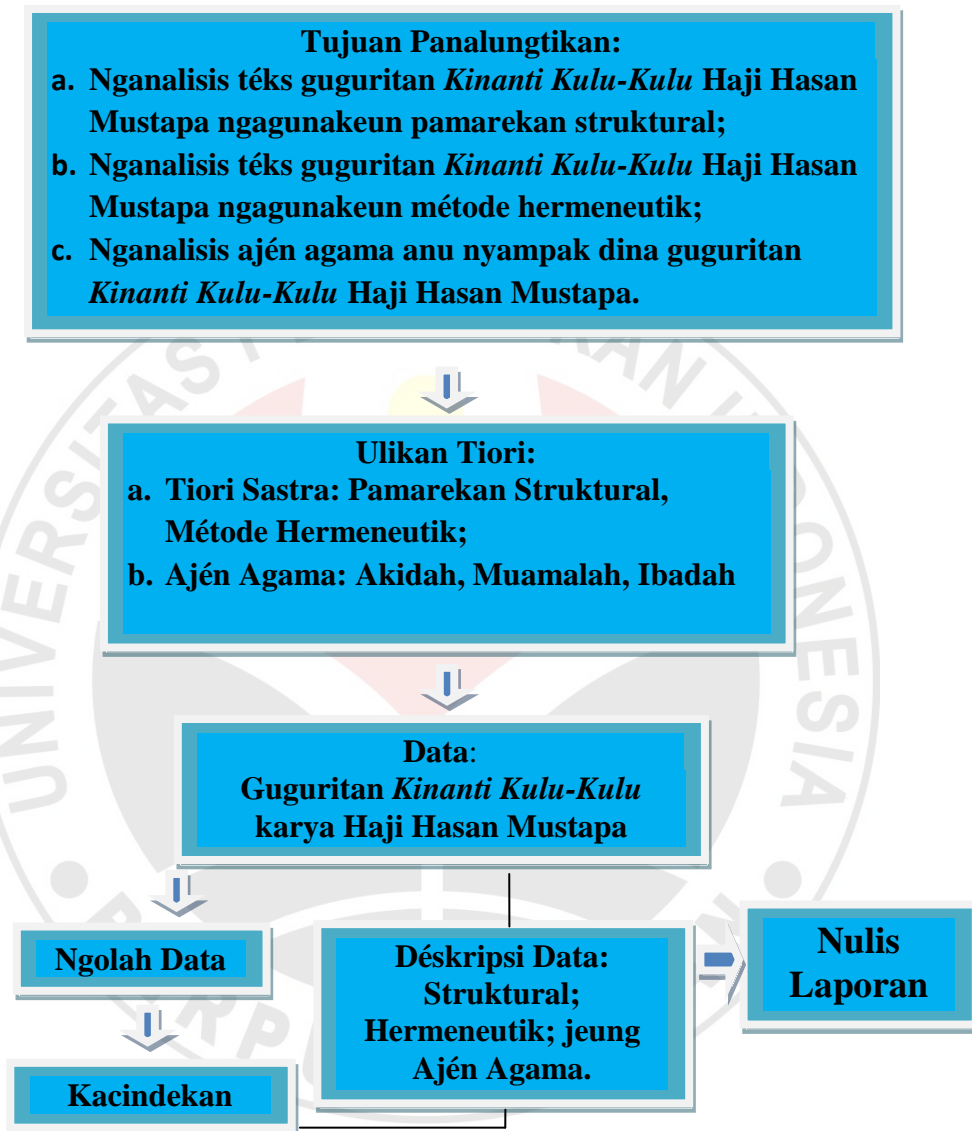 Tujuan Panalungtikan:
a. Nganalisis téks guguritan Kinanti Kulu-Kulu Haji Hasan
Mustapa ngagunakeun pamarekan struktural;
b. Nganalisis téks guguritan Kinanti Kulu-Kulu Haji Hasan
Mustapa ngagunakeun métode hermeneutik;
c. Nganalisis ajén agama anu nyampak dina guguritan
Kinanti Kulu-Kulu Haji Hasan Mustapa.
Ulikan Tiori:
a. Tiori Sastra: Pamarekan Struktural,
Métode Hermeneutik;
b. Ajén Agama: Akidah, Muamalah, Ibadah
Data:
Guguritan Kinanti Kulu-Kulu
karya Haji Hasan Mustapa
Ngolah Data
Déskripsi Data:
Struktural;
Hermeneutik; jeung
Ajén Agama.
Nulis
Laporan
Kacindekan